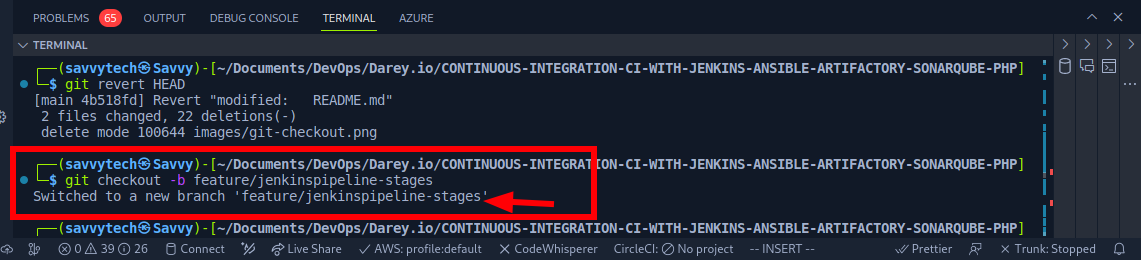 PROBLEMS 65 OUTPUT DEBUG CONSOLE TERMINAL AZURE
TERMINAL
┌──(savvytech㉿Savvy)-[~/Documents/DevOps/Darey.io/CONTINUOUS-INTEGRATION-CI-WITH-JENKINS-ANSIBLE-ARTIFACTORY-SONARQUBE-PHP]
└─$ git revert HEAD
[main 4b518fd] Revert "modified:   README.md"
 2 files changed, 22 deletions(-)
 delete mode 100644 images/git-checkout.png
┌──(savvytech㉿Savvy)-[~/Documents/DevOps/Darey.io/CONTINUOUS-INTEGRATION-CI-WITH-JENKINS-ANSIBLE-ARTIFACTORY-SONARQUBE-PHP]
└─$ git checkout -b feature/jenkinspipeline-stages
Switched to a new branch 'feature/jenkinspipeline-stages'
┌──(savvytech㉿Savvy)-[~/Documents/DevOps/Darey.io/CONTINUOUS-INTEGRATION-CI-WITH-JENKINS-ANSIBLE-ARTIFACTORY-SONARQUBE-PHP]
0 39 26 Connect Live Share AWS: profile:default CodeWhisperer CircleCI: No project -- INSERT -- Prettier Trunk: Stopped